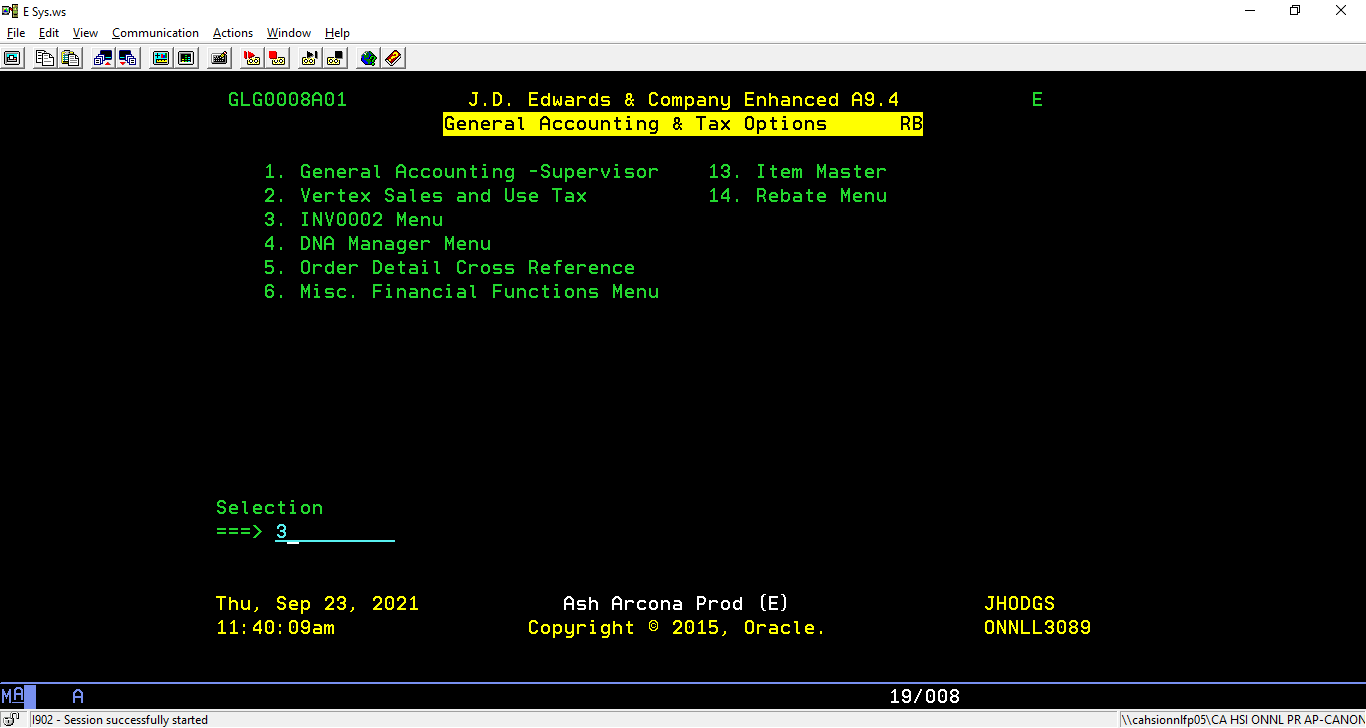 E Sys.ws
File Edit View Communication Actions Window Help
GLG0008A01 J.D. Edwards & Company Enhanced A9.4 E
General Accounting & Tax Options RB
1. General Accounting -Supervisor 13. Item Master
2. Vertex Sales and Use Tax 14. Rebate Menu
3. INV0002 Menu
4. DNA Manager Menu
5. Order Detail Cross Reference
6. Misc. Financial Functions Menu
Selection
===> 3
Thu, Sep 23, 2021 Ash Arcona Prod (E) JHODGS
11:40:09am Copyright © 2015, Oracle. ONNLL3089
MA A 19/008
I902 - Session successfully started \\cahsionnlfp05\CA HSI ONNL PR AP-CANON